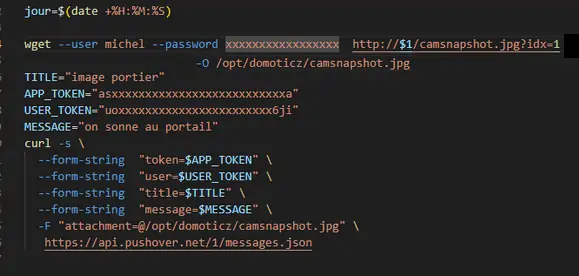 jour=$(date +%H:%M:%S)
wget --user michel --password xxxxxxxxxxxxxxxxx http://$1/camsnapshot.jpg?idx=1
-O /opt/domoticz/camsnapshot.jpg
TITLE="image portier"
APP_TOKEN="asxxxxxxxxxxxxxxxxxxxxxxxxxxxa"
USER_TOKEN="uoxxxxxxxxxxxxxxxxxxxxxxxxx6ji"
MESSAGE="on sonne au portail"
curl -s \
--form-string "token=$APP_TOKEN" \
--form-string "user=$USER_TOKEN" \
--form-string "title=$TITLE" \
--form-string "message=$MESSAGE" \
-F "attachment=@/opt/domoticz/camsnapshot.jpg" \
https://api.pushover.net/1/messages.json